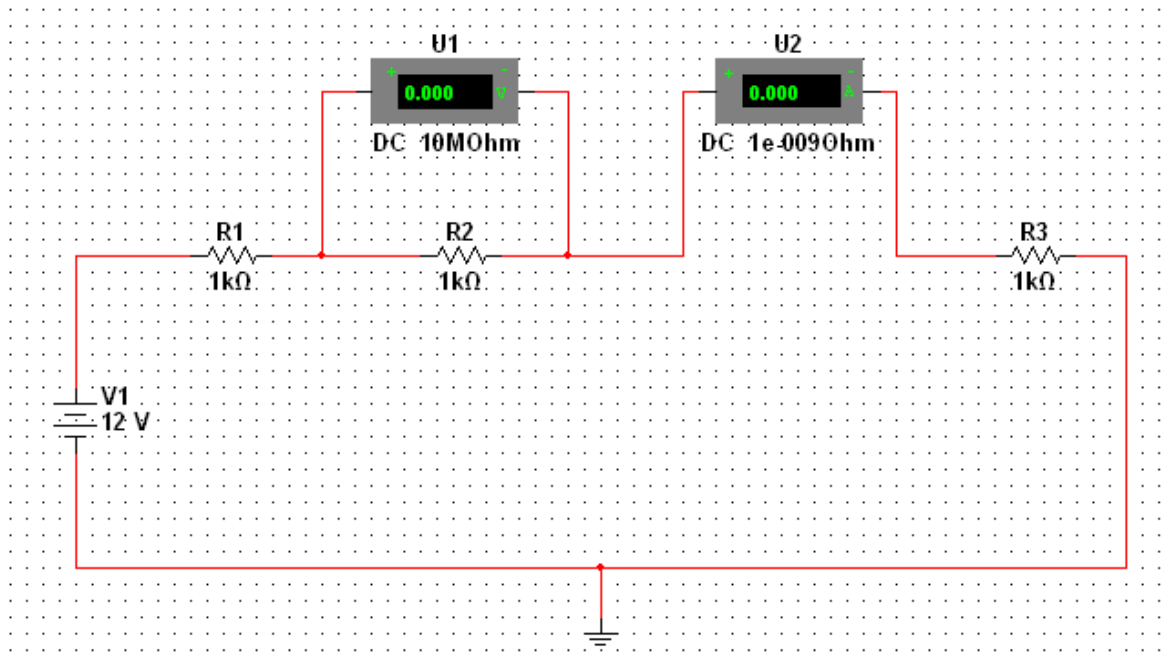 U1 U2
+ - + -
0.000 V 0.000 A
DC 10MOhm DC 1e-009Ohm
R1 R2 R3
1kΩ 1kΩ 1kΩ
V1
12 V